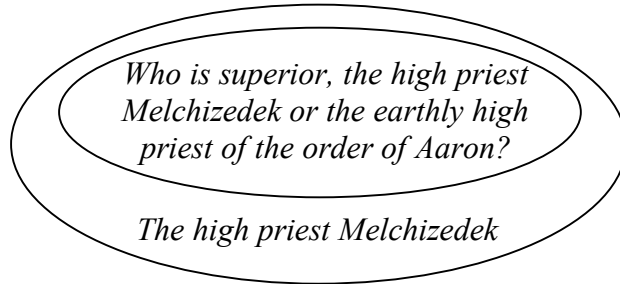 Who is superior, the high priest
Melchizedek or the earthly high
priest of the order of Aaron?
The high priest Melchizedek